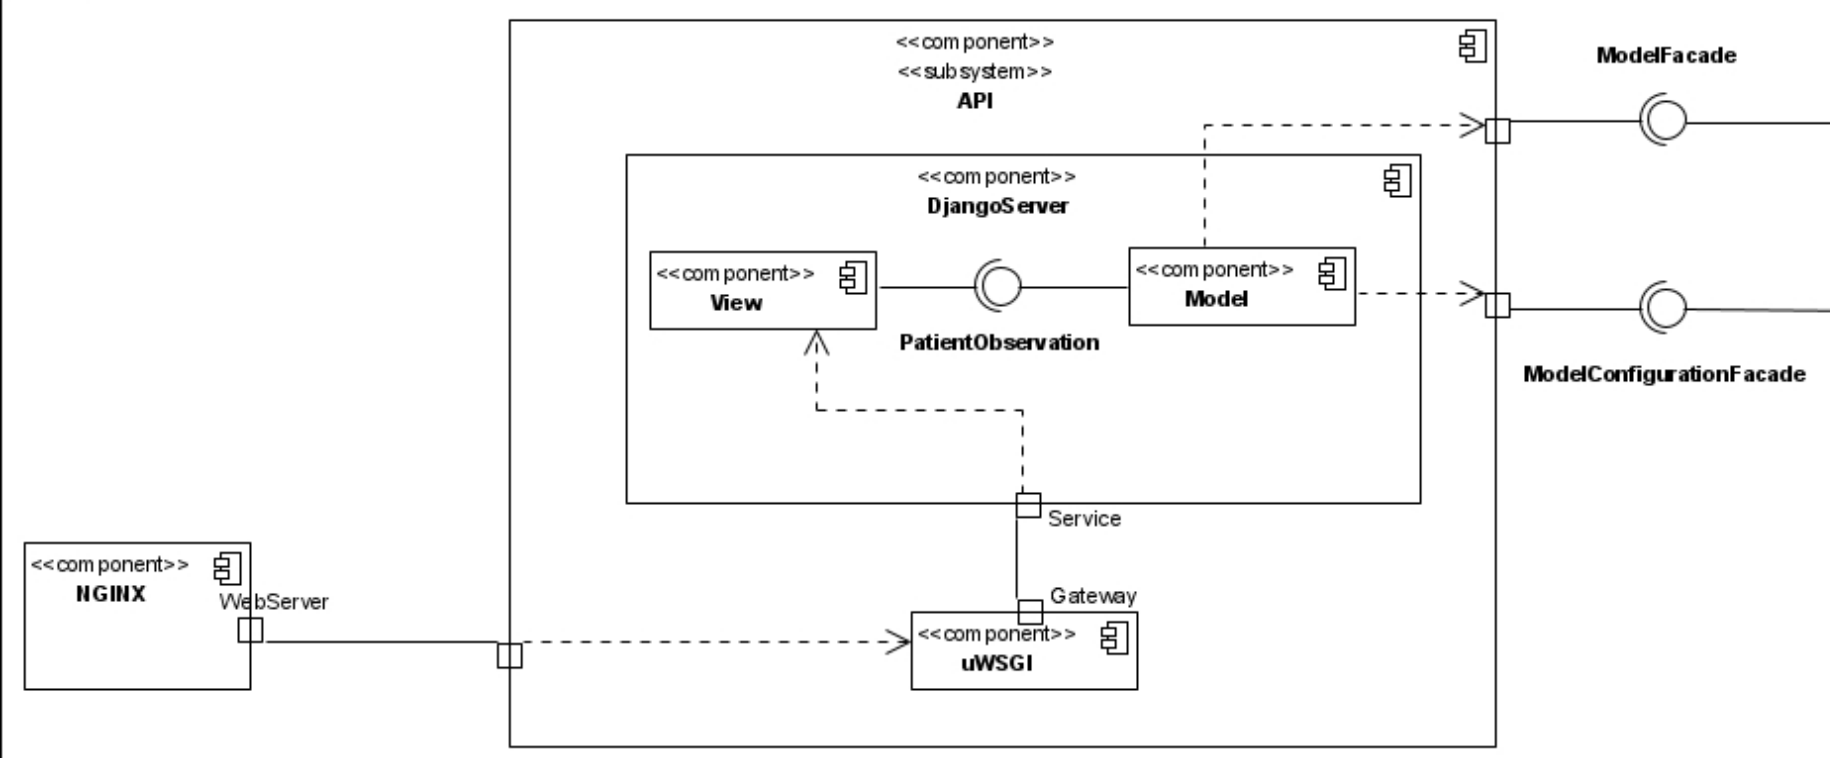 <<component>>
<<subsystem>>
API
ModelFacade
<<component>>
DjangoServer
<<component>>
View
PatientObservation
<<component>>
Model
ModelConfigurationFacade
Service
<<component>>
NGINX
WebServer
Gateway
<<component>>
uWSGI